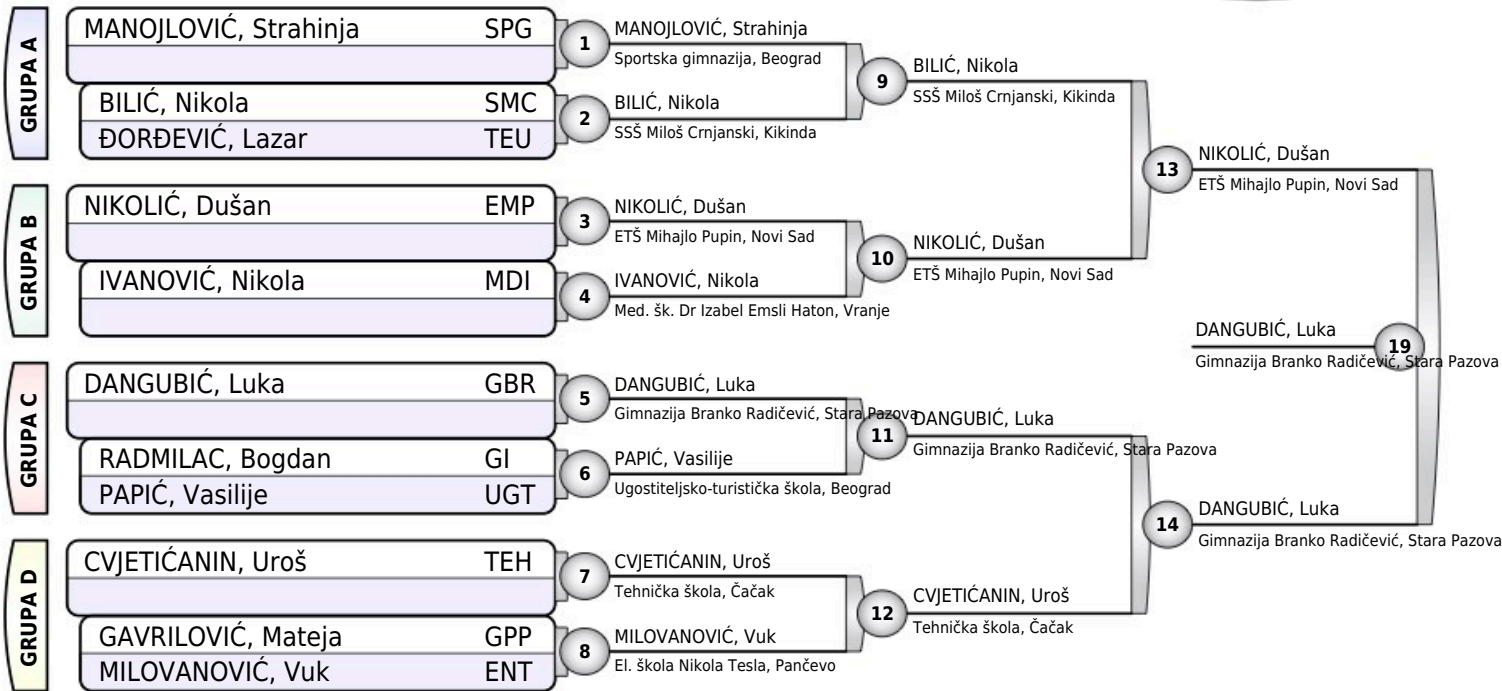 GRUPA A
MANOJLOVIĆ, Strahinja SPG
BILIĆ, Nikola SMC
ĐORĐEVIĆ, Lazar TEU
GRUPA B
NIKOLIĆ, Dušan EMP
IVANOVIĆ, Nikola MDI
GRUPA C
DANGUBIĆ, Luka GBR
RADMILAC, Bogdan GI
PAPIĆ, Vasilije UGT
GRUPA D
CVJETIĆANIN, Uroš TEH
GAVRILOVIĆ, Mateja GPP
MILOVANOVIĆ, Vuk ENT
1
MANOJLOVIĆ, Strahinja
Sportska gimnazija, Beograd
2
BILIĆ, Nikola
SSŠ Miloš Crnjanski, Kikinda
3
NIKOLIĆ, Dušan
ETŠ Mihajlo Pupin, Novi Sad
4
IVANOVIĆ, Nikola
Med. šk. Dr Izabel Emsli Haton, Vranje
5
DANGUBIĆ, Luka
Gimnazija Branko Radičević, Stara Pazova
6
PAPIĆ, Vasilije
Ugostiteljsko-turistička škola, Beograd
7
CVJETIĆANIN, Uroš
Tehnička škola, Čačak
8
MILOVANOVIĆ, Vuk
El. škola Nikola Tesla, Pančevo
9
BILIĆ, Nikola
SSŠ Miloš Crnjanski, Kikinda
10
NIKOLIĆ, Dušan
ETŠ Mihajlo Pupin, Novi Sad
11
DANGUBIĆ, Luka
Gimnazija Branko Radičević, Stara Pazova
12
CVJETIĆANIN, Uroš
Tehnička škola, Čačak
13
NIKOLIĆ, Dušan
ETŠ Mihajlo Pupin, Novi Sad
14
DANGUBIĆ, Luka
Gimnazija Branko Radičević, Stara Pazova
19
DANGUBIĆ, Luka
Gimnazija Branko Radičević, Stara Pazova